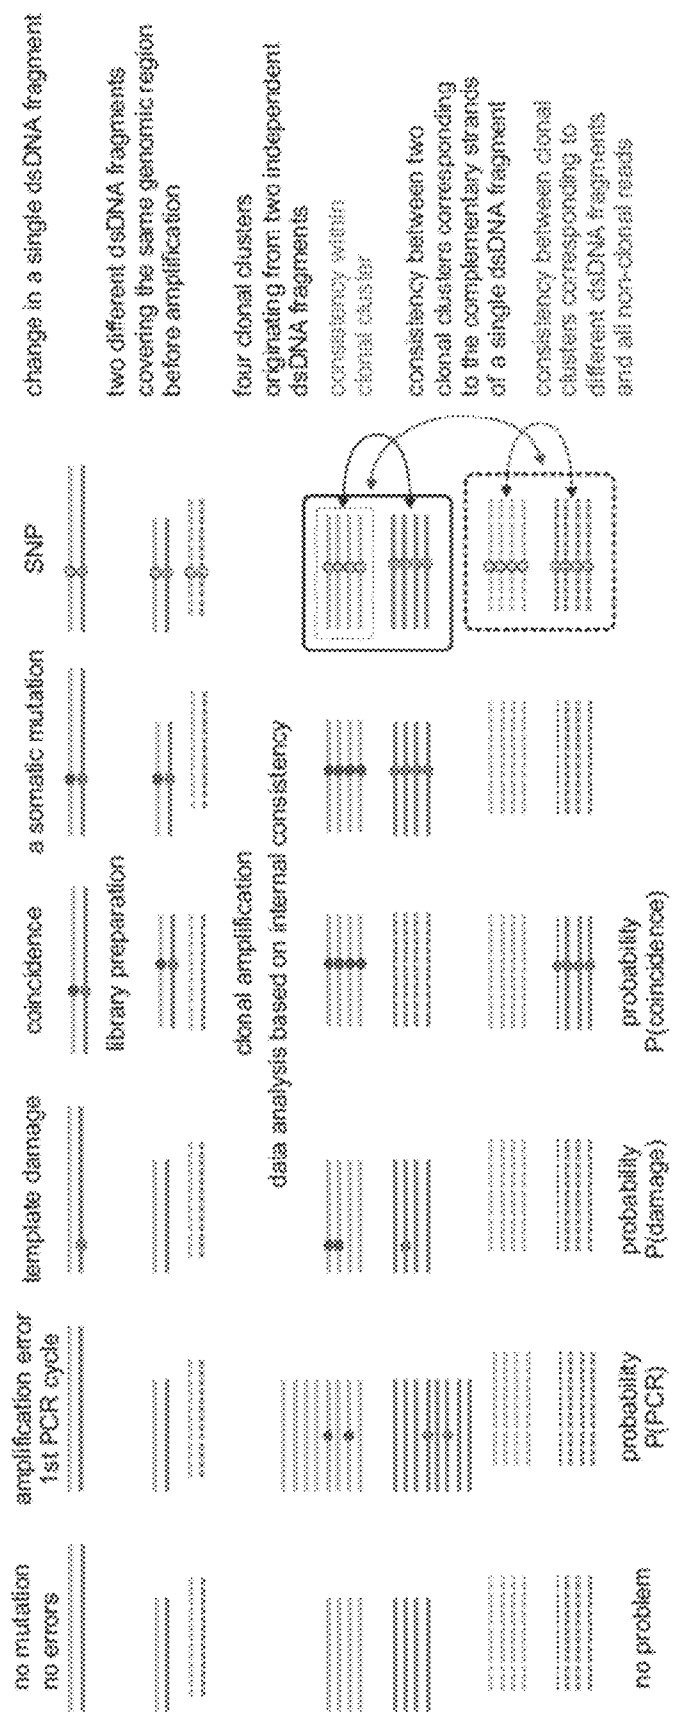 no mutation
no errors
amplification error
1st PCR cycle
template damage
coincidence
a somatic mutation
SNP
change in a single dsDNA fragment
library preparation
two different dsDNA fragments
covering the same genomic region
before amplification
clonal amplification
data analysis based on internal consistency
four clonal clusters
originating from two independent
dsDNA fragments
consistency within
clonal cluster
consistency between two
clonal clusters corresponding
to the complementary strands
of a single dsDNA fragment
consistency between clonal
clusters corresponding to
different dsDNA fragments
and all non-clonal reads
no problem
probability
P(PCR)
probability
P(damage)
probability
P(coincidence)